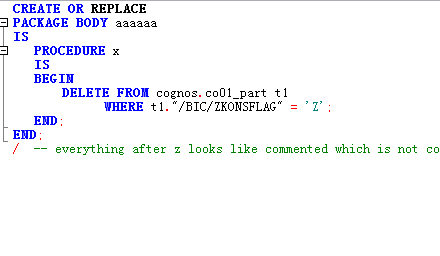 CREATE OR REPLACE
PACKAGE BODY aaaaaa
IS
PROCEDURE x
IS
BEGIN
DELETE FROM cognos.co01_part t1
WHERE t1."/BIC/ZKONSFLAG" = 'Z';
END;
END;
/ -- everything after z looks like commented which is not co